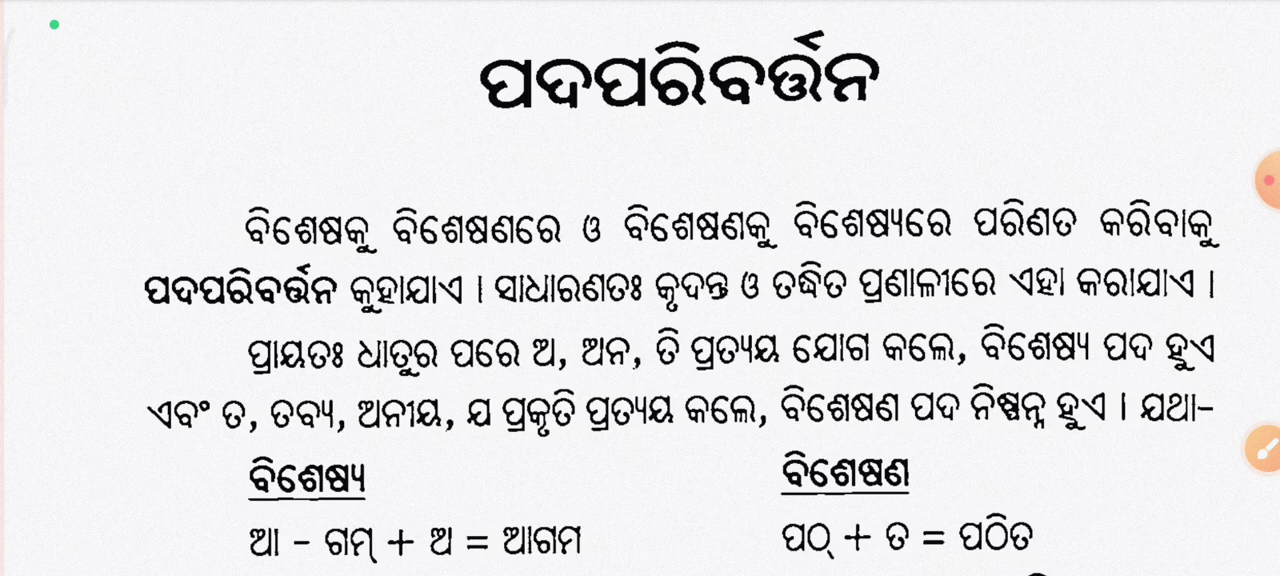 ପଦପରିବର୍ତ୍ତନ
ବିଶେଷକୁ ବିଶେଷଣରେ ଓ ବିଶେଷଣକୁ ବିଶେଷ୍ୟରେ ପରିଣତ କରିବାକୁ
ପଦପରିବର୍ତ୍ତନ କୁହାଯାଏ । ସାଧାରଣତଃ କୃଦନ୍ତ ଓ ତଦ୍ଧିତ ପ୍ରଣାଳୀରେ ଏହା କରାଯାଏ ।
ପ୍ରାୟତଃ ଧାତୁର ପରେ ଅ, ଅନ, ତି ପ୍ରତ୍ୟୟ ଯୋଗ କଲେ, ବିଶେଷ୍ୟ ପଦ ହୁଏ
ଏବଂ ତ, ତବ୍ୟ, ଅନୀୟ, ଯ ପ୍ରକୃତି ପ୍ରତ୍ୟୟ କଲେ, ବିଶେଷଣ ପଦ ନିଷ୍ପନ୍ନ ହୁଏ । ଯଥା-
ବିଶେଷ୍ୟ ବିଶେଷଣ
ଆ - ଗମ୍ + ଅ = ଆଗମ ପଠ୍ + ତ = ପଠିତ